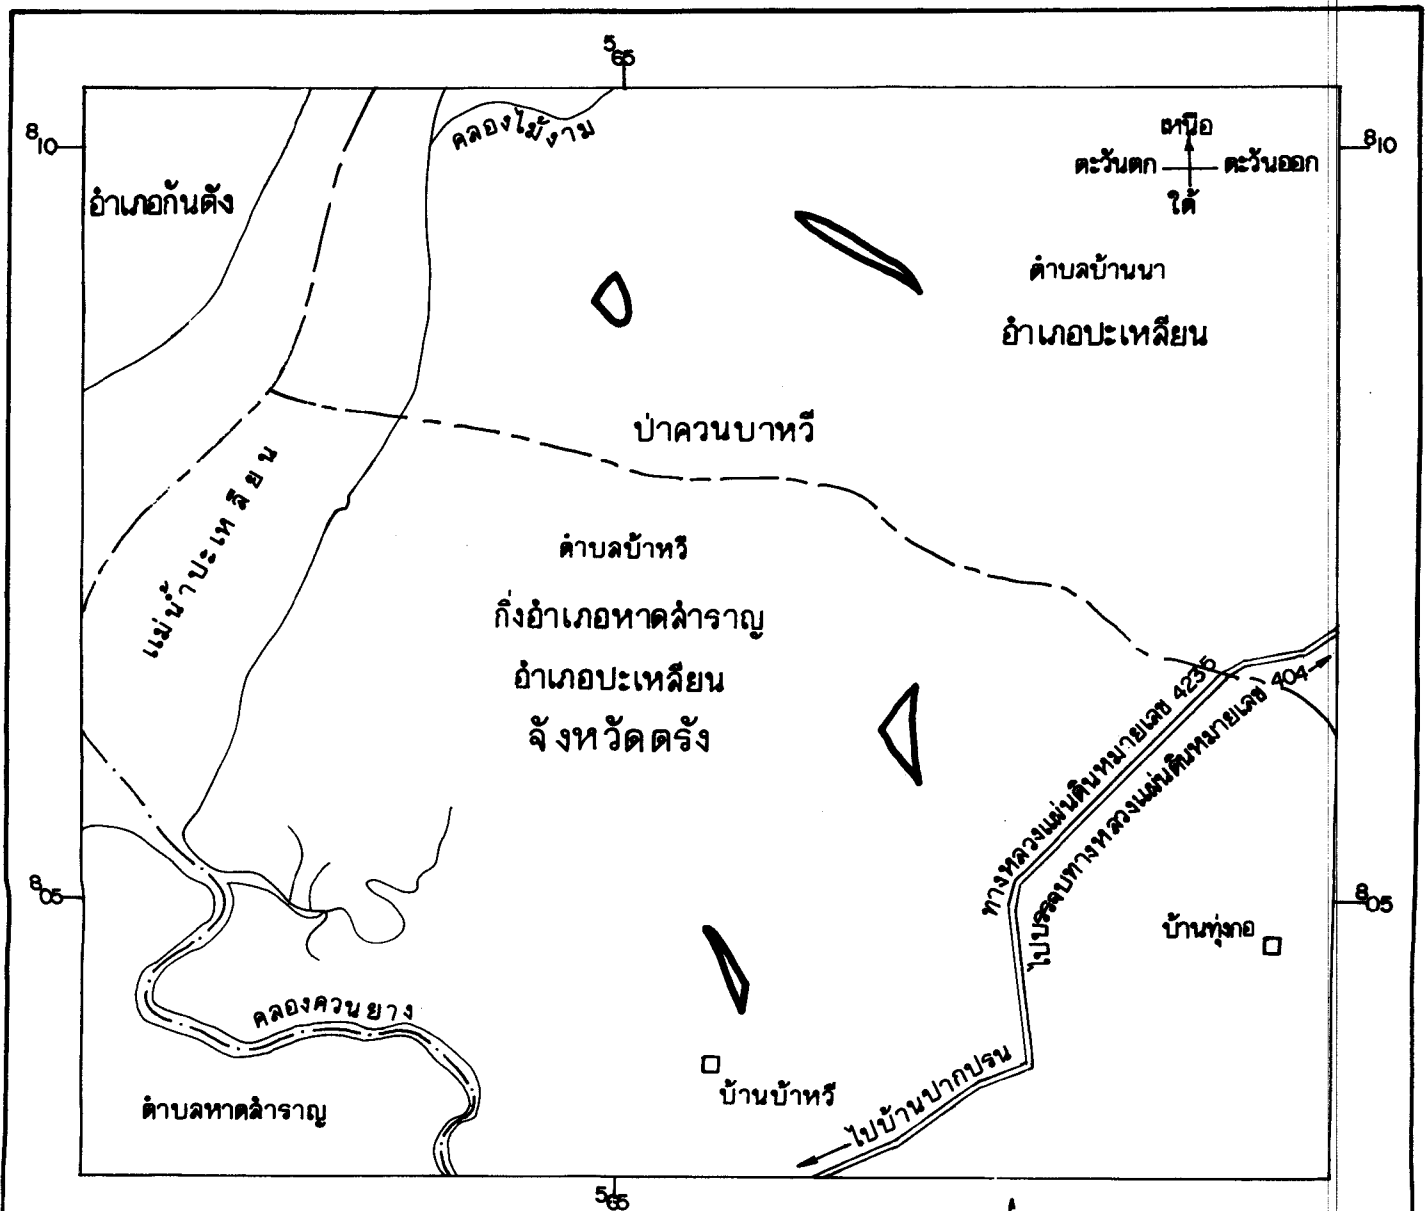 565
810
810
คลองไม้งาม
เหนือ
ตะวันตก
ตะวันออก
ใต้
อำเภอกันตัง
ตำบลบ้านนา
อำเภอปะเหลียน
ป่าควนบาหวี
แม่น้ำปะเหลียน
ตำบลบ้าหวี
กิ่งอำเภอหาดสำราญ
อำเภอปะเหลียน
จังหวัดตรัง
ทางหลวงแผ่นดินหมายเลข 4235
ไปบรรจบทางหลวงแผ่นดินหมายเลข 404
805
805
บ้านทุ่งกอ
คลองควนยาง
บ้านบ้าหวี
ไปบ้านปากปรน
ตำบลหาดสำราญ
565